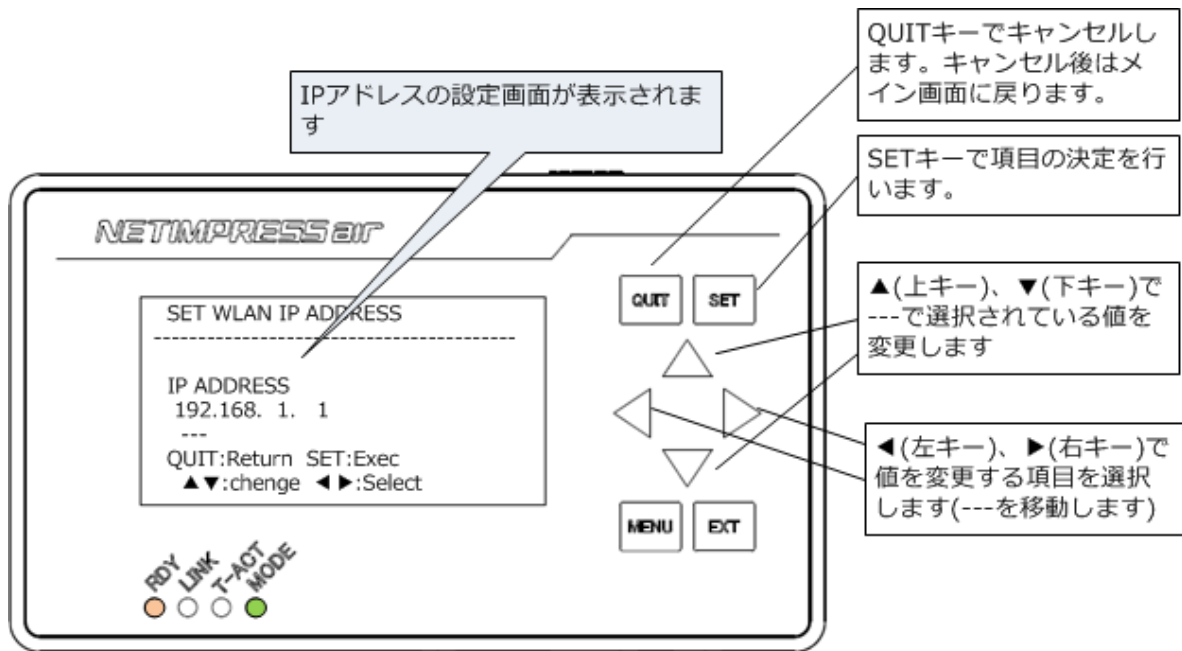 QUITキーでキャンセルし
ます。キャンセル後はメ
イン画面に戻ります。
IPアドレスの設定画面が表示されま
す
SETキーで項目の決定を行
います。
NETIMPRESS air
QUIT
SET
▲(上キー)、▼(下キー)で
---で選択されている値を
変更します
SET WLAN IP ADDRESS
----------------------------------------
IP ADDRESS
192.168. 1. 1
---
QUIT:Return SET:Exec
▲▼:chenge ◀▶:Select
◀(左キー)、▶(右キー)で
値を変更する項目を選択
します(---を移動します)
MENU
EXT
RDY
LINK
T-ACT
MODE